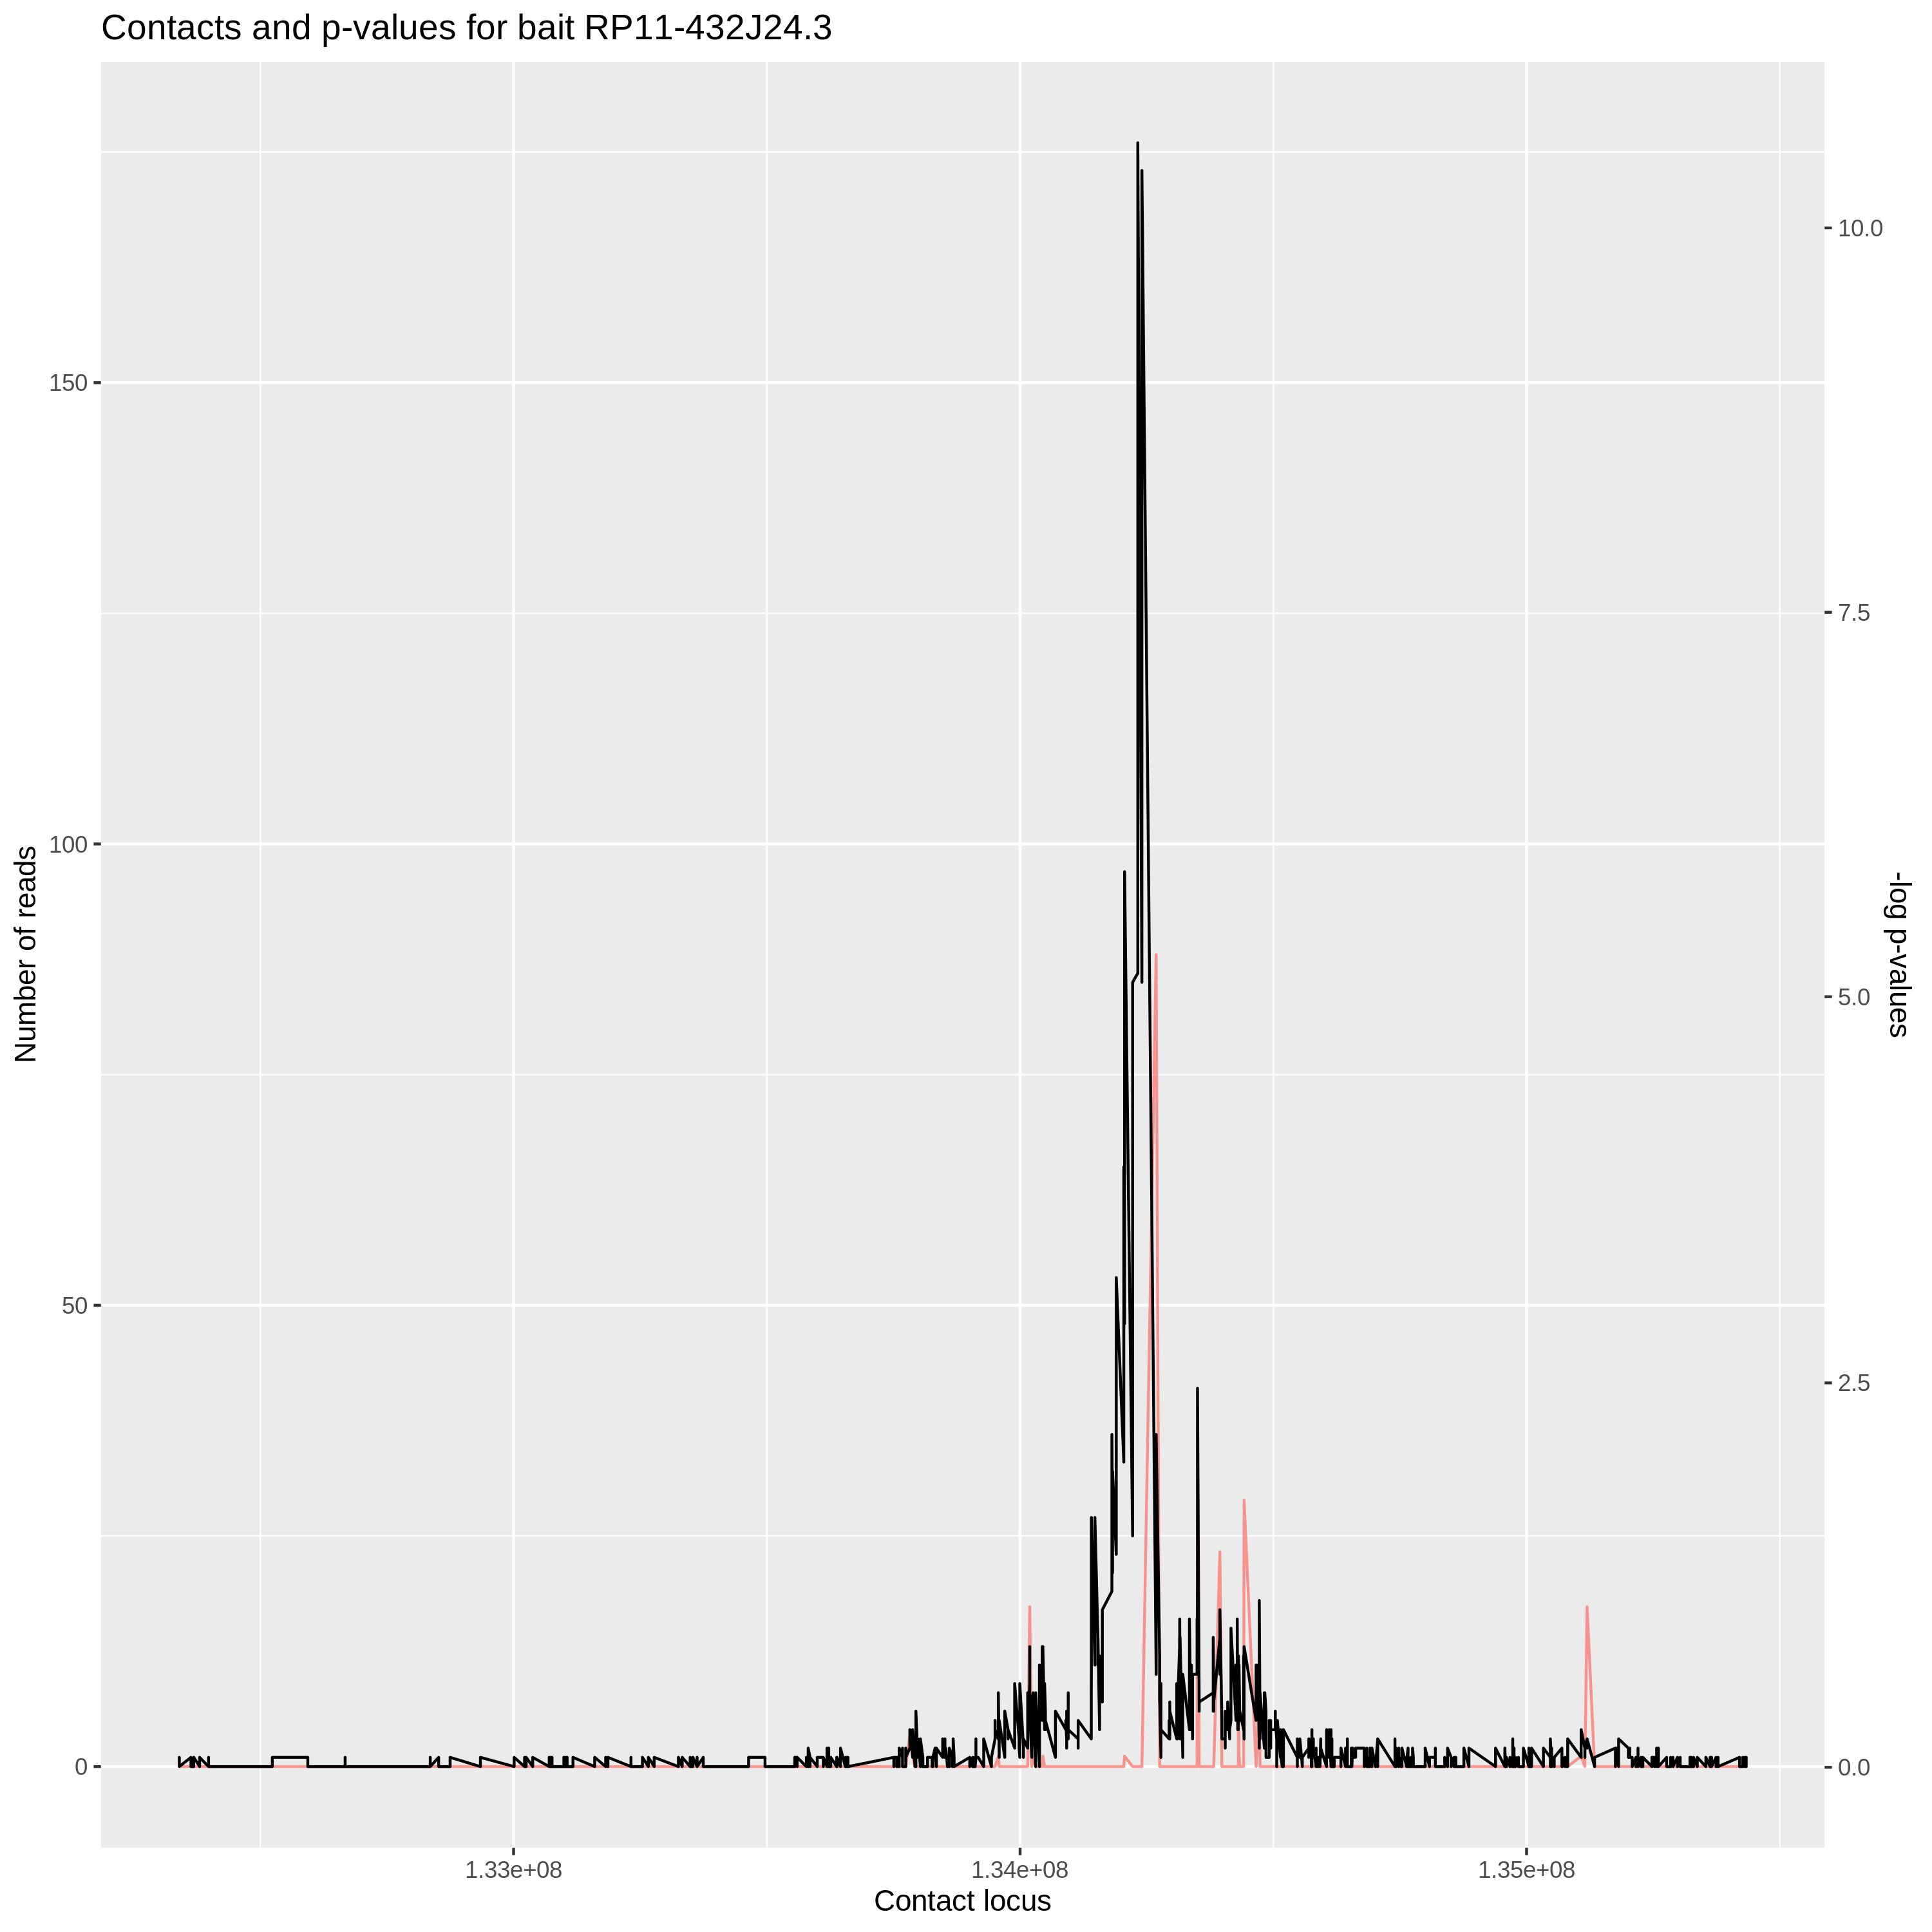 Contacts and p-values for bait RP11-432J24.3
150
100
50
0
Number of reads
10.0
7.5
5.0
2.5
0.0
-log p-values
1.33e+08
1.34e+08
1.35e+08
Contact locus